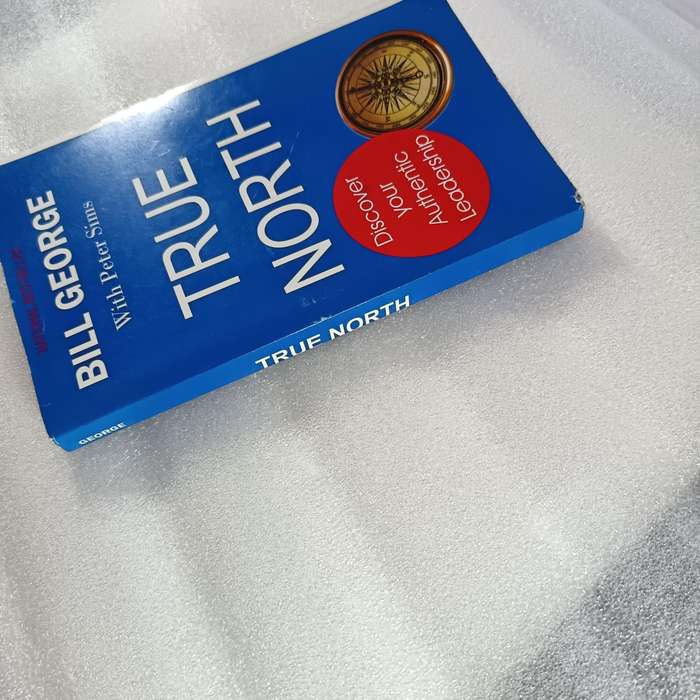 BILL GEORGE
With Peter Sims
TRUE
NORTH
Discover
your
Authentic
Leadership
GEORGE
TRUE NORTH